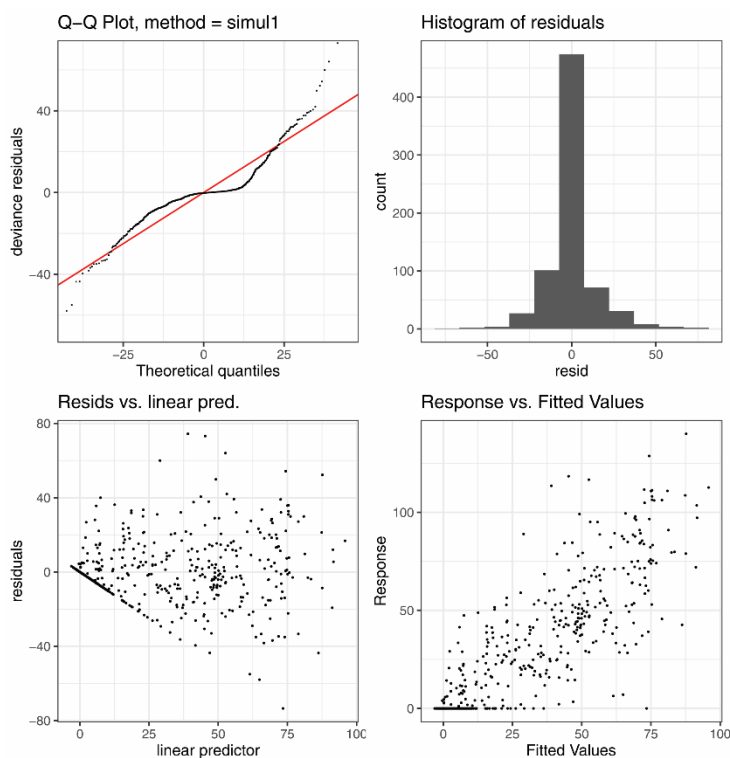 Q−Q Plot, method = simul1
deviance residuals
40
0
−40
−25
0
25
Theoretical quantiles
Histogram of residuals
count
400
300
200
100
0
−50
0
50
resid
Resids vs. linear pred.
residuals
80
40
0
−40
−80
0
25
50
75
100
linear predictor
Response vs. Fitted Values
Response
100
50
0
0
25
50
75
100
Fitted Values